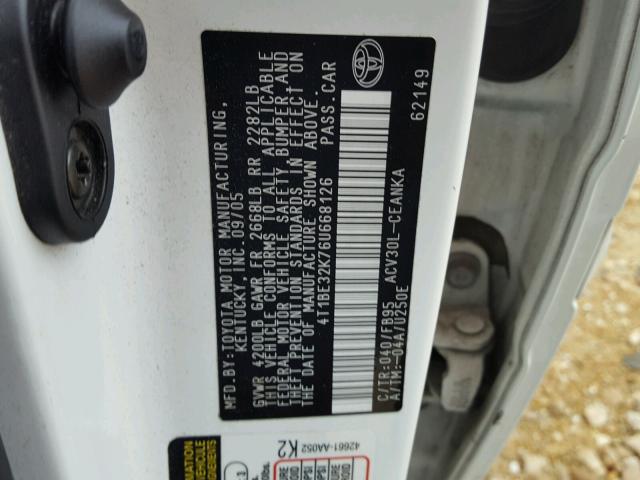 MFD.BY:TOYOTA MOTOR MANUFACTURING,
KENTUCKY,INC.09/05
GVWR 4200LB GAWR FR 2668LB RR 2282LB
THIS VEHICLE CONFORMS TO ALL APPLICABLE
FEDERAL MOTOR VEHICLE SAFETY, BUMPER, AND
THEFT PREVENTION STANDARDS IN EFFECT ON
THE DATE OF MANUFACTURE SHOWN ABOVE.
4T1BE32K76U668126 PASS.CAR
C/TR:040/FB95 ACV30L-CEANKA
A/TM:-04A/U250E
62149
42661-AA052
K2